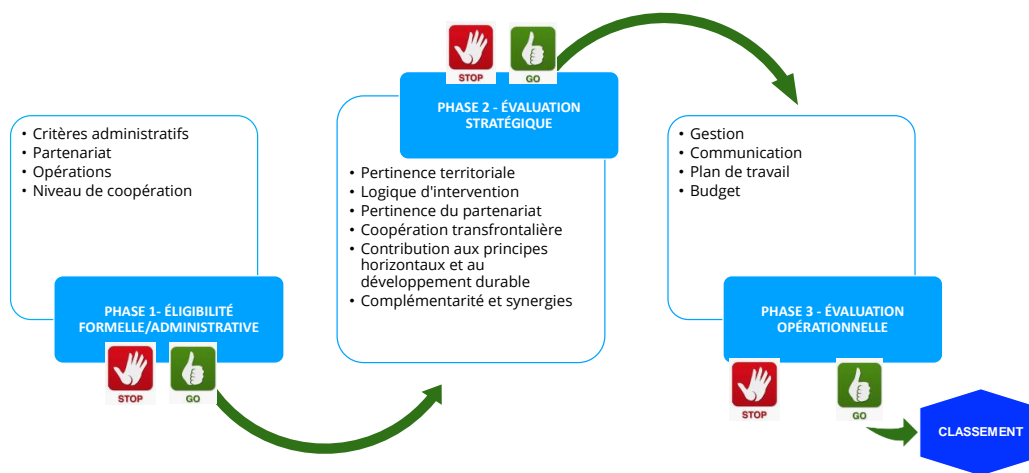 • Critères administratifs
• Partenariat
• Opérations
• Niveau de coopération
PHASE 1- ÉLIGIBILITÉ
FORMELLE/ADMINISTRATIVE
STOP
GO
STOP
GO
PHASE 2 - ÉVALUATION
STRATÉGIQUE
• Pertinence territoriale
• Logique d'intervention
• Pertinence du partenariat
• Coopération transfrontalière
• Contribution aux principes
horizontaux et au
développement durable
• Complémentarité et synergies
• Gestion
• Communication
• Plan de travail
• Budget
PHASE 3 - ÉVALUATION
OPÉRATIONNELLE
STOP
GO
CLASSEMENT